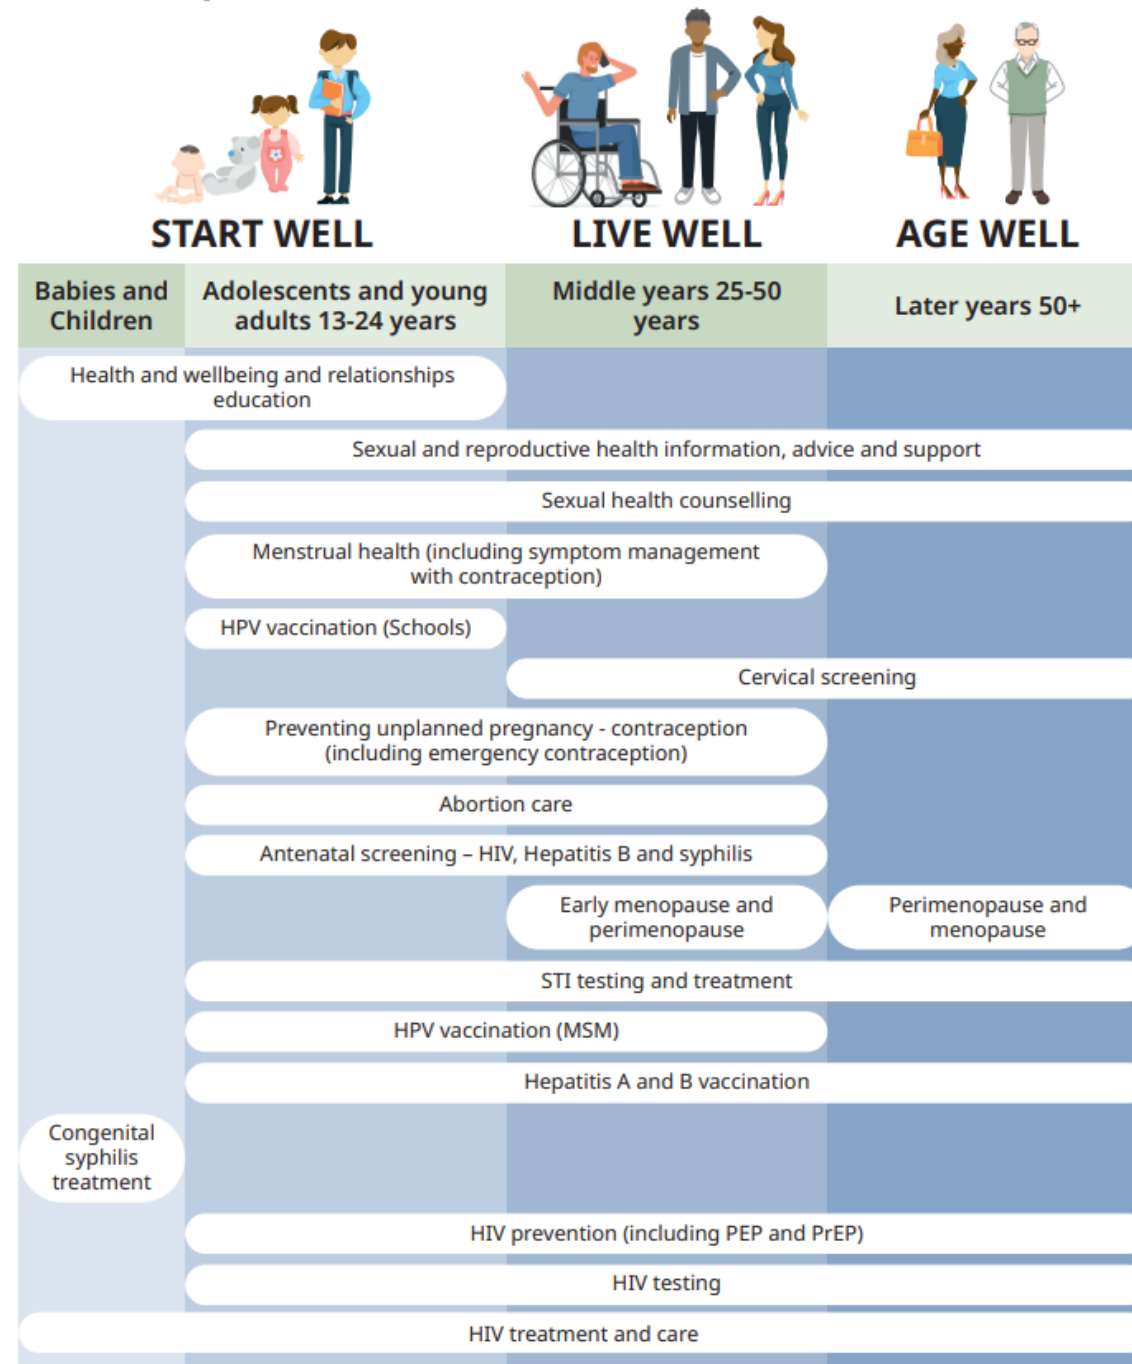 START WELL
LIVE WELL
AGE WELL
Babies and
Children
Adolescents and young
adults 13-24 years
Middle years 25-50
years
Later years 50+
Health and wellbeing and relationships
education
Sexual and reproductive health information, advice and support
Sexual health counselling
Menstrual health (including symptom management
with contraception)
HPV vaccination (Schools)
Cervical screening
Preventing unplanned pregnancy - contraception
(including emergency contraception)
Abortion care
Antenatal screening – HIV, Hepatitis B and syphilis
Early menopause and
perimenopause
Perimenopause and
menopause
STI testing and treatment
HPV vaccination (MSM)
Hepatitis A and B vaccination
Congenital
syphilis
treatment
HIV prevention (including PEP and PrEP)
HIV testing
HIV treatment and care